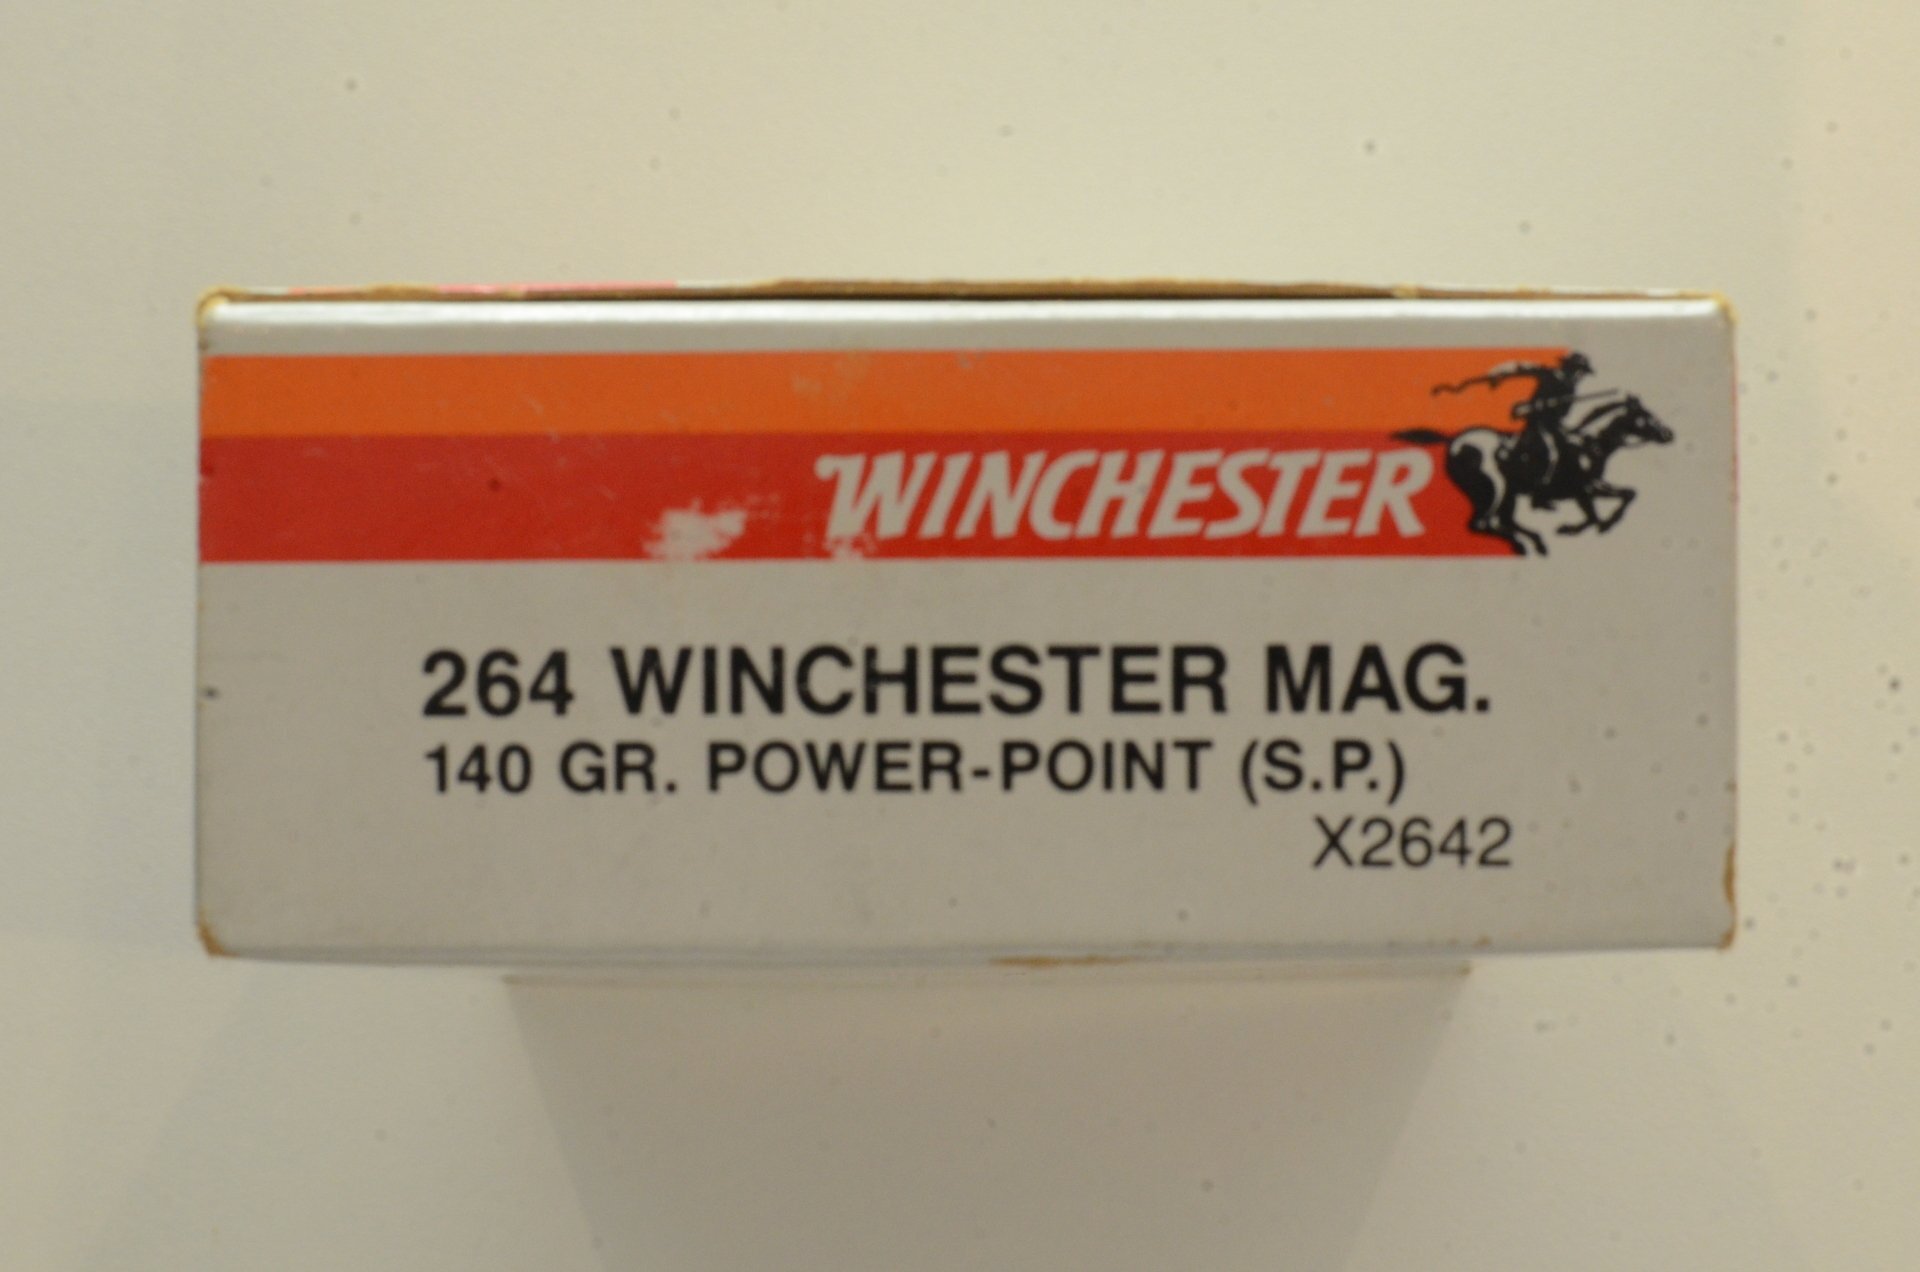 WINCHESTER
264 WINCHESTER MAG.
140 GR. POWER-POINT (S.P.)
X2642